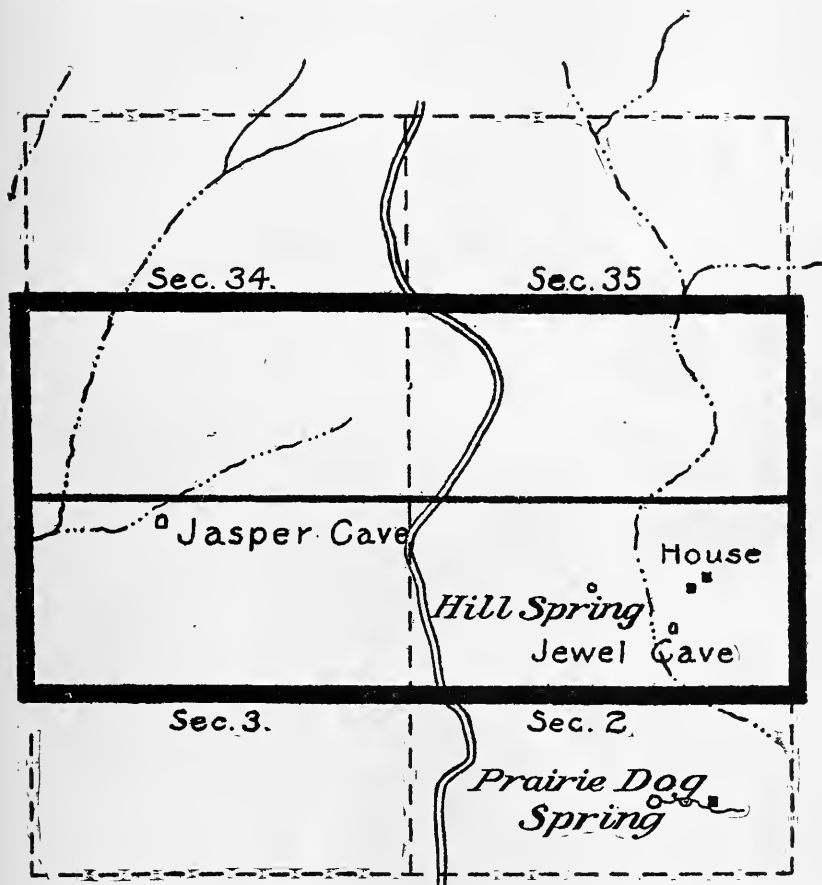 Sec. 34.
Sec. 35
Jasper Cave
House
Hill Spring
Jewel Cave
Sec. 3.
Sec. 2
Prairie Dog
Spring